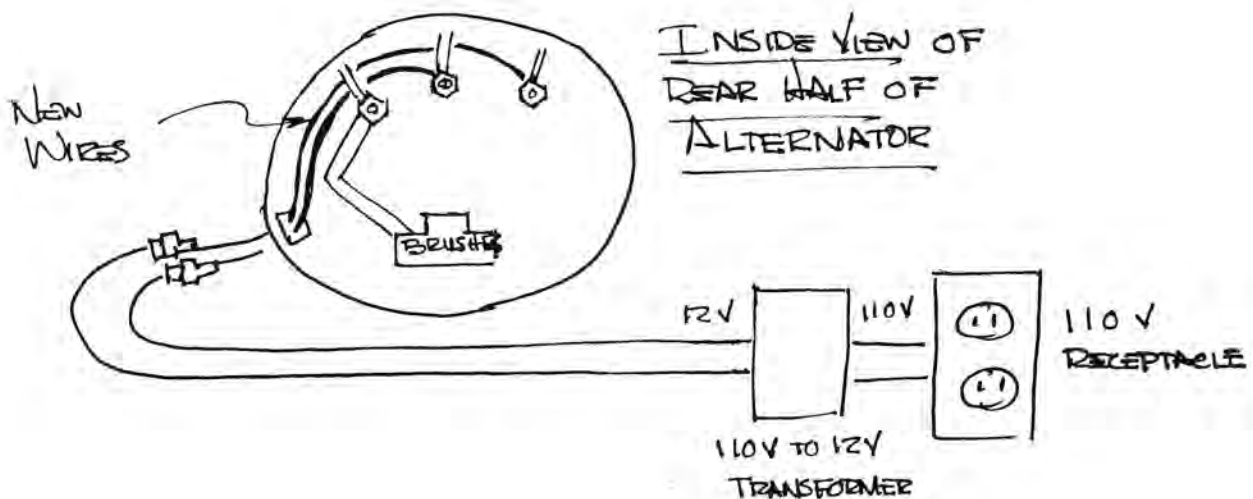 INSIDE VIEW OF
REAR HALF OF
ALTERNATOR
NEW
WIRES
BRUSHES
12V
110V
110 V
RECEPTACLE
110V TO 12V
TRANSFORMER